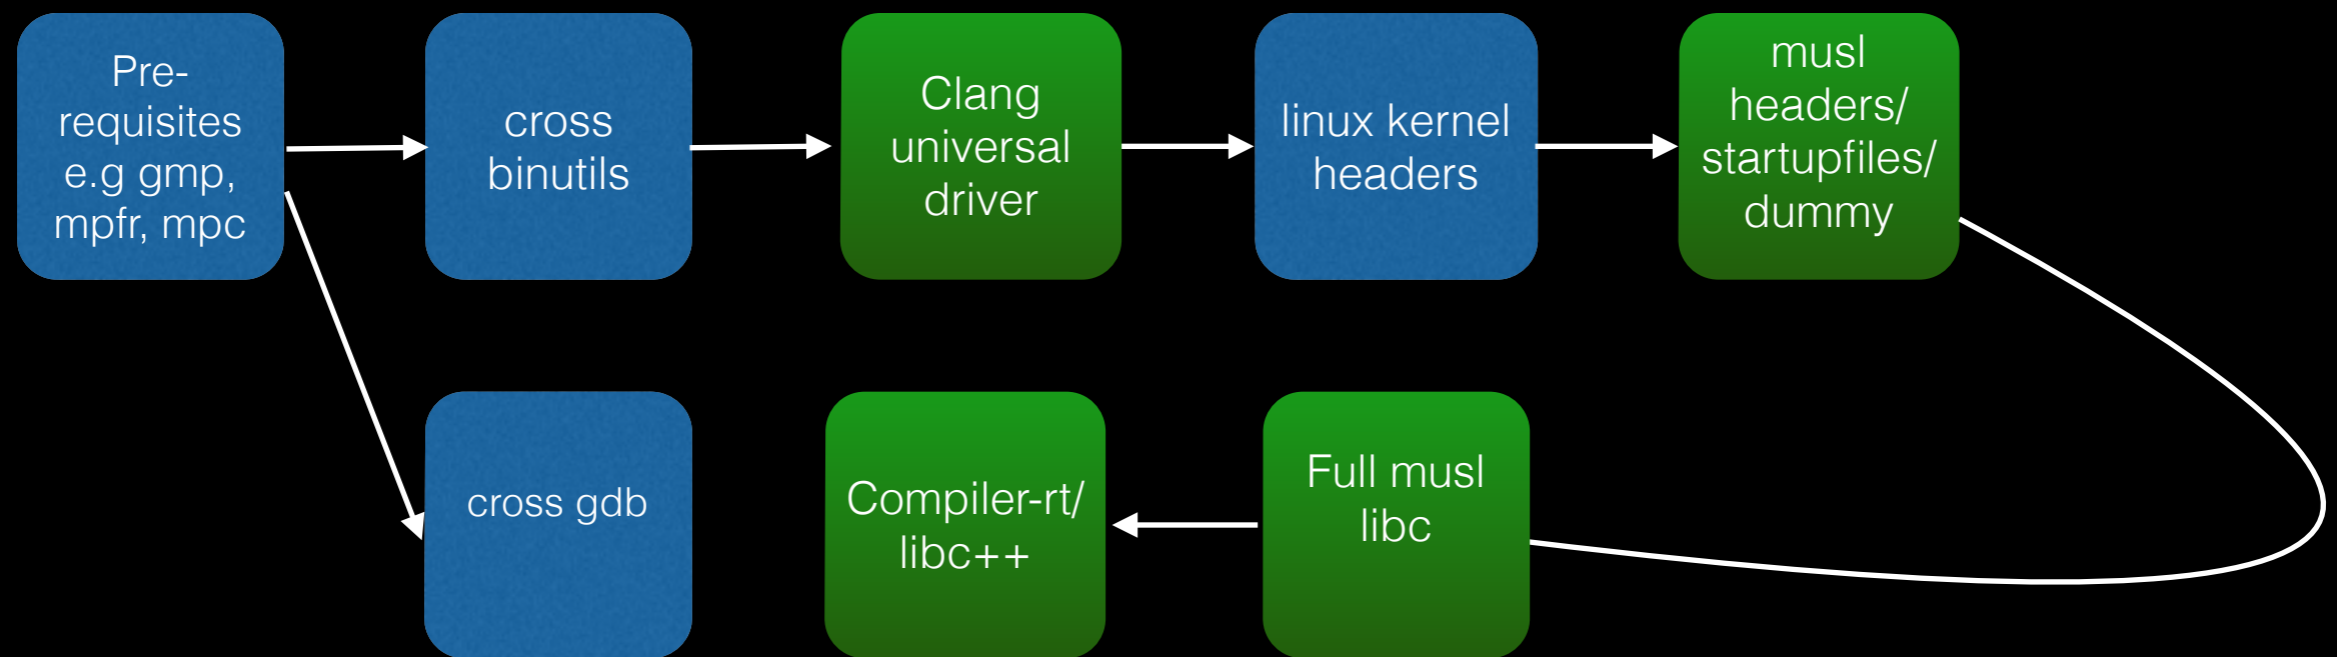 Pre-
requisites
e.g gmp,
mpfr, mpc
cross
binutils
Clang
universal
driver
linux kernel
headers
musl
headers/
startupfiles/
dummy
cross gdb
Compiler-rt/
libc++
Full musl
libc